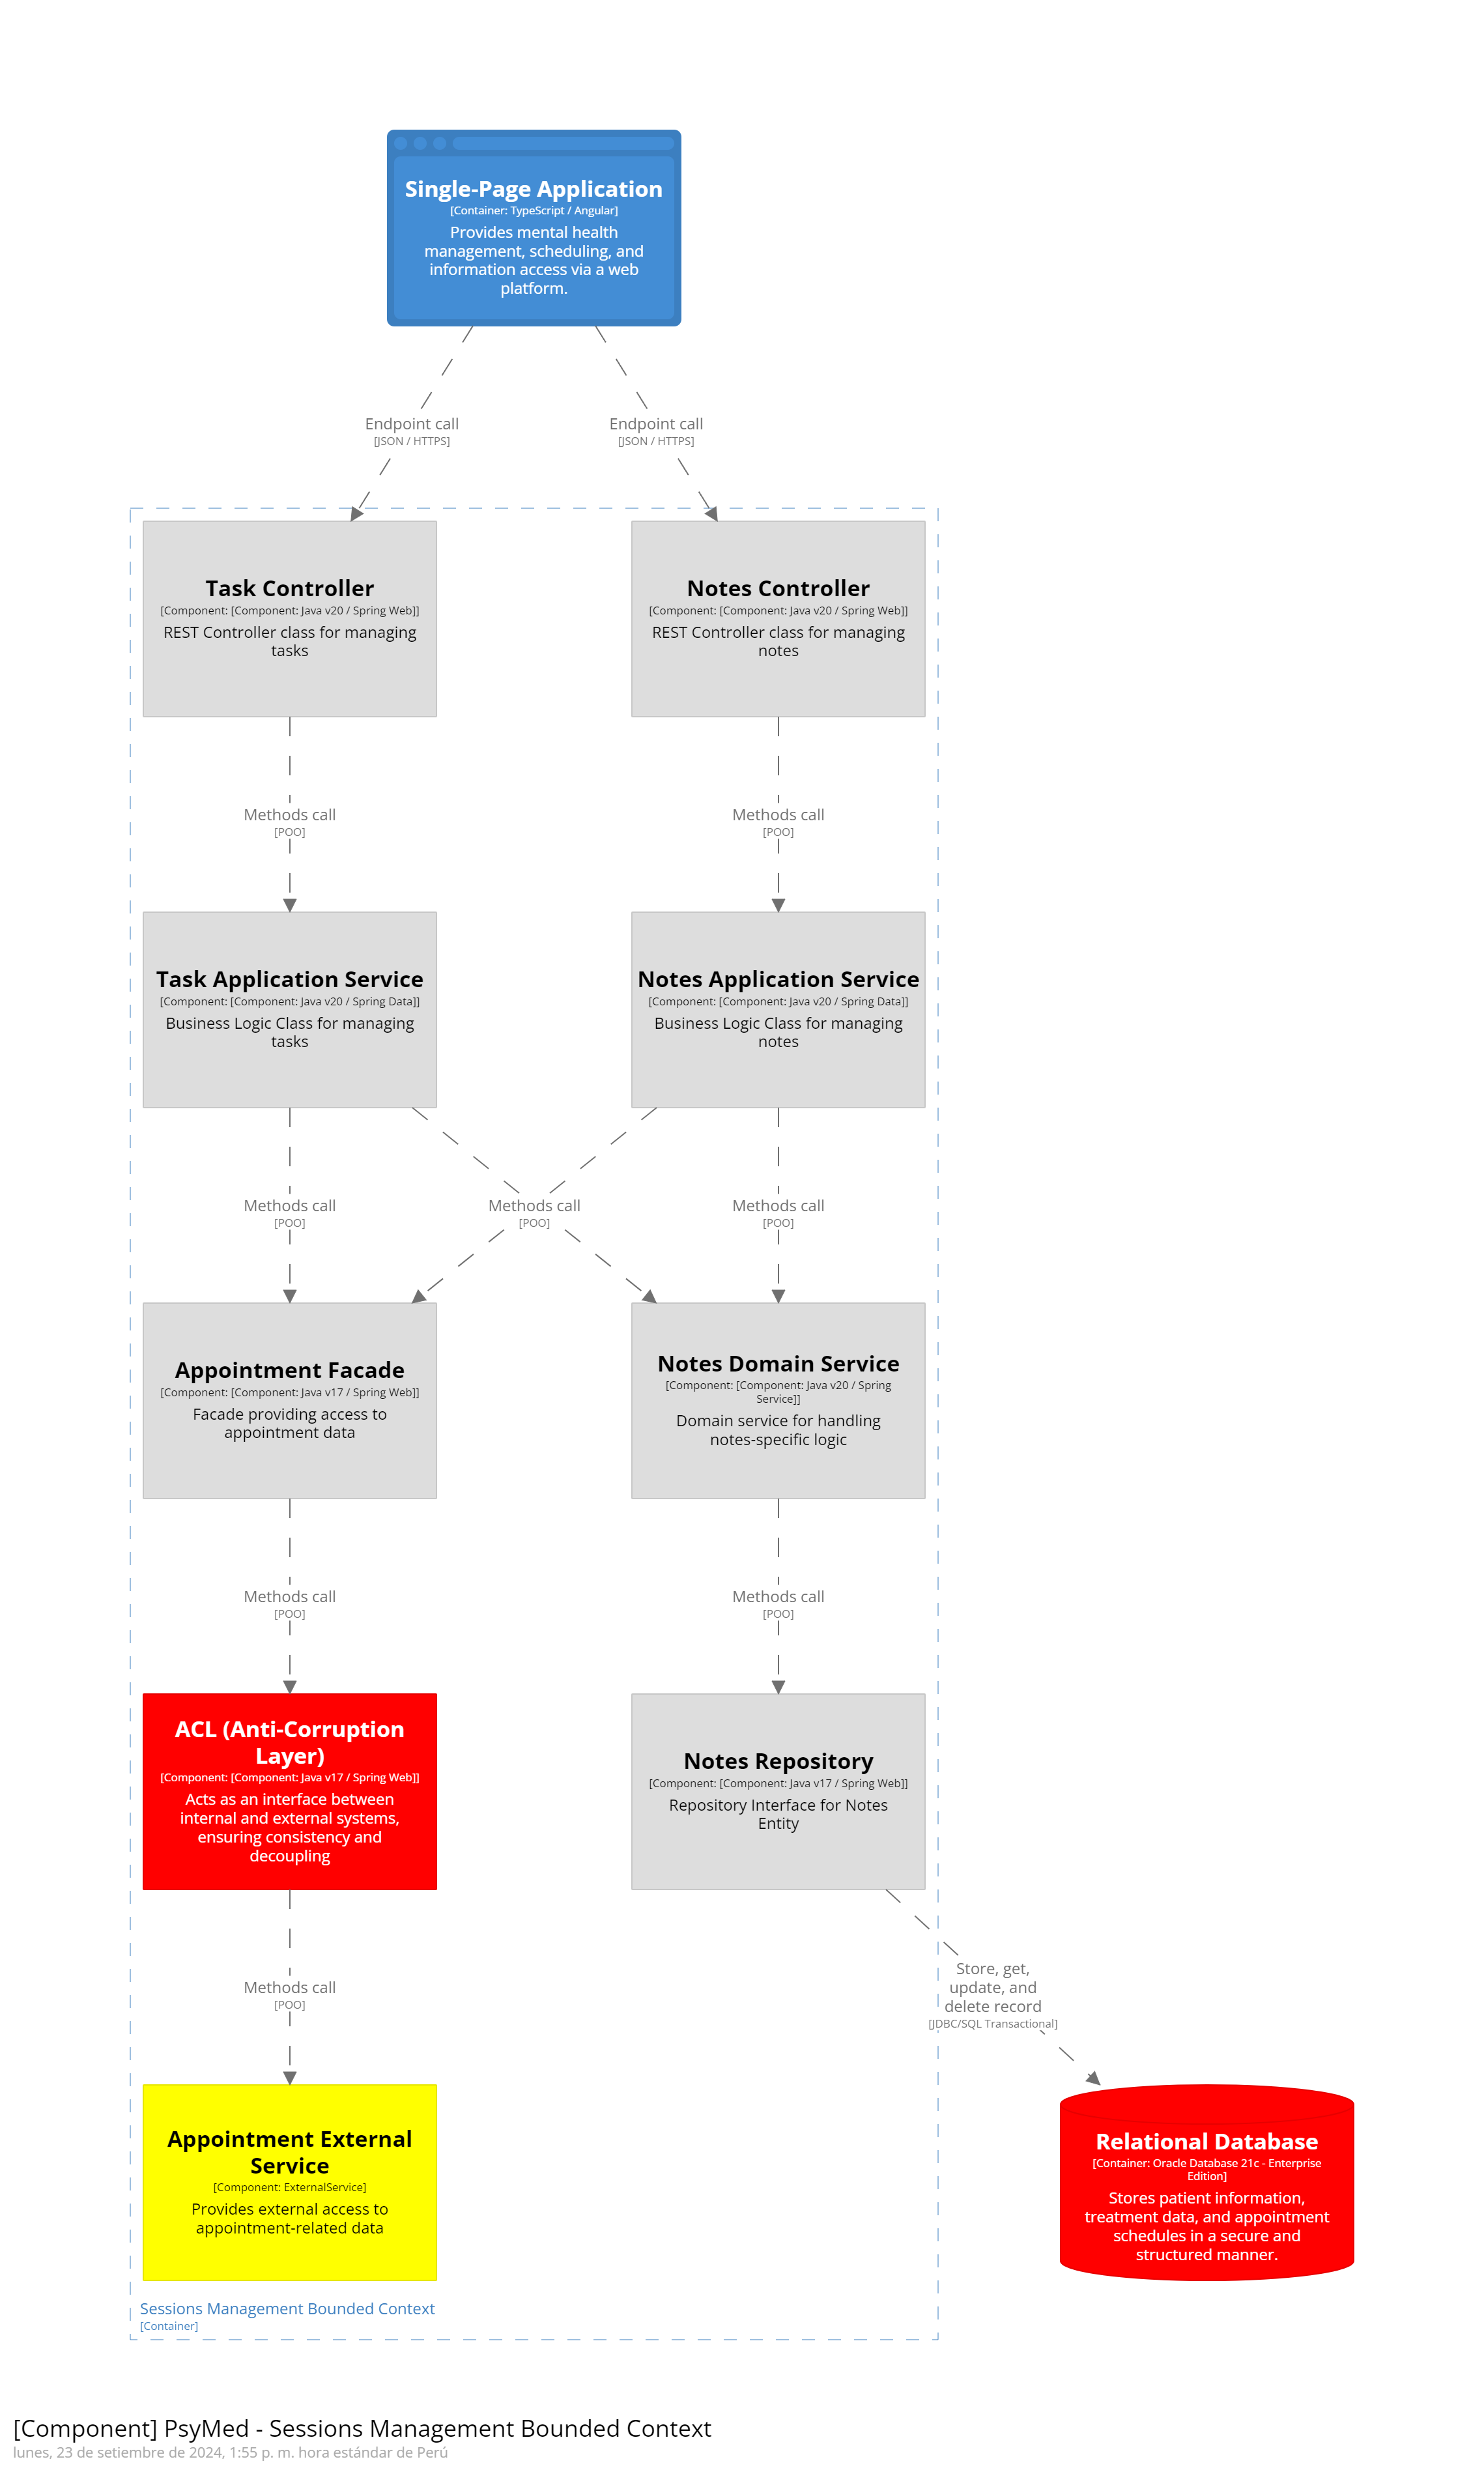 Single-Page Application
[Container: TypeScript / Angular]
Provides mental health
management, scheduling, and
information access via a web
platform.
Endpoint call
[JSON / HTTPS]
Endpoint call
[JSON / HTTPS]
Task Controller
[Component: [Component: Java v20 / Spring Web]]
REST Controller class for managing
tasks
Notes Controller
[Component: [Component: Java v20 / Spring Web]]
REST Controller class for managing
notes
Methods call
[POO]
Methods call
[POO]
Task Application Service
[Component: [Component: Java v20 / Spring Data]]
Business Logic Class for managing
tasks
Notes Application Service
[Component: [Component: Java v20 / Spring Data]]
Business Logic Class for managing
notes
Methods call
[POO]
Methods call
[POO]
Methods call
[POO]
Appointment Facade
[Component: [Component: Java v17 / Spring Web]]
Facade providing access to
appointment data
Notes Domain Service
[Component: [Component: Java v20 / Spring
Service]]
Domain service for handling
notes-specific logic
Methods call
[POO]
Methods call
[POO]
ACL (Anti-Corruption
Layer)
[Component: [Component: Java v17 / Spring Web]]
Acts as an interface between
internal and external systems,
ensuring consistency and
decoupling
Notes Repository
[Component: [Component: Java v17 / Spring Web]]
Repository Interface for Notes
Entity
Methods call
[POO]
Store, get,
update, and
delete record
[JDBC/SQL Transactional]
Appointment External
Service
[Component: ExternalService]
Provides external access to
appointment-related data
Relational Database
[Container: Oracle Database 21c - Enterprise
Edition]
Stores patient information,
treatment data, and appointment
schedules in a secure and
structured manner.
Sessions Management Bounded Context
[Container]
[Component] PsyMed - Sessions Management Bounded Context
lunes, 23 de setiembre de 2024, 1:55 p. m. hora estándar de Perú